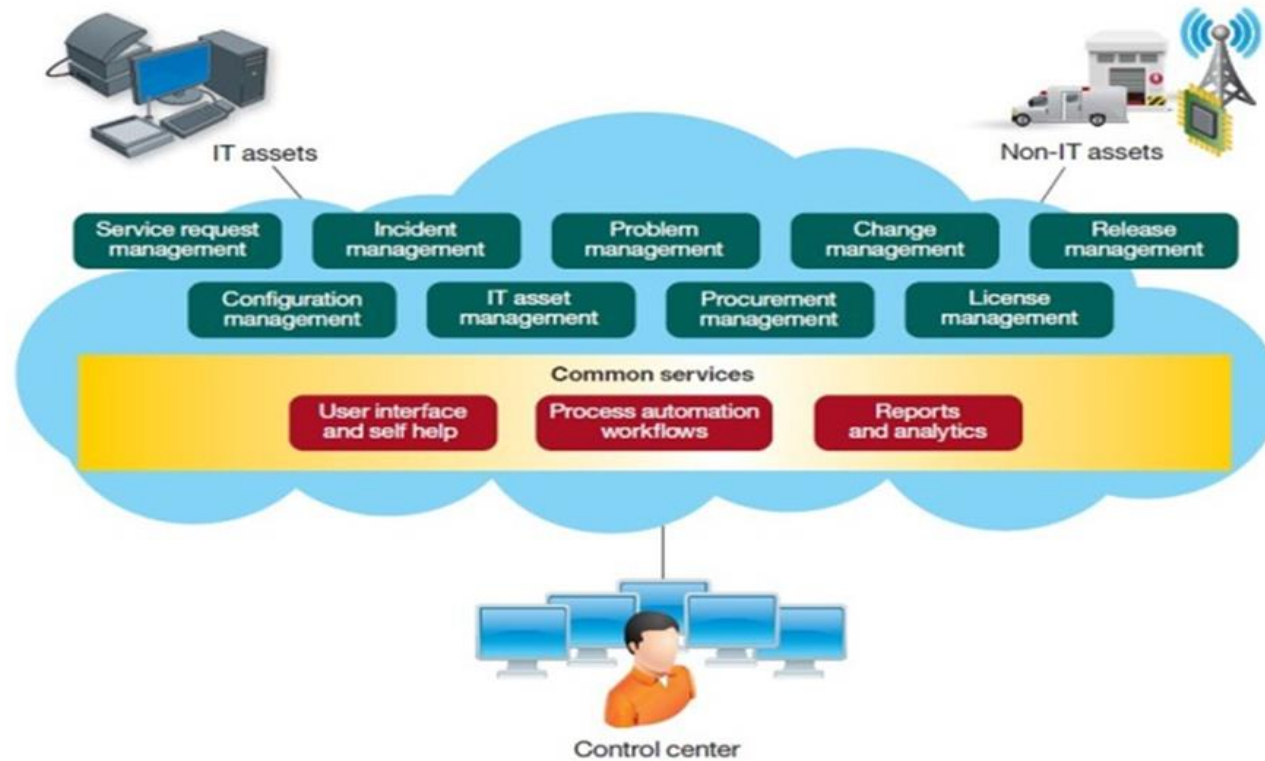 IT assets
Non-IT assets
Service request
management
Incident
management
Problem
management
Change
management
Release
management
Configuration
management
IT asset
management
Procurement
management
License
management
Common services
User interface
and self help
Process automation
workflows
Reports
and analytics
Control center